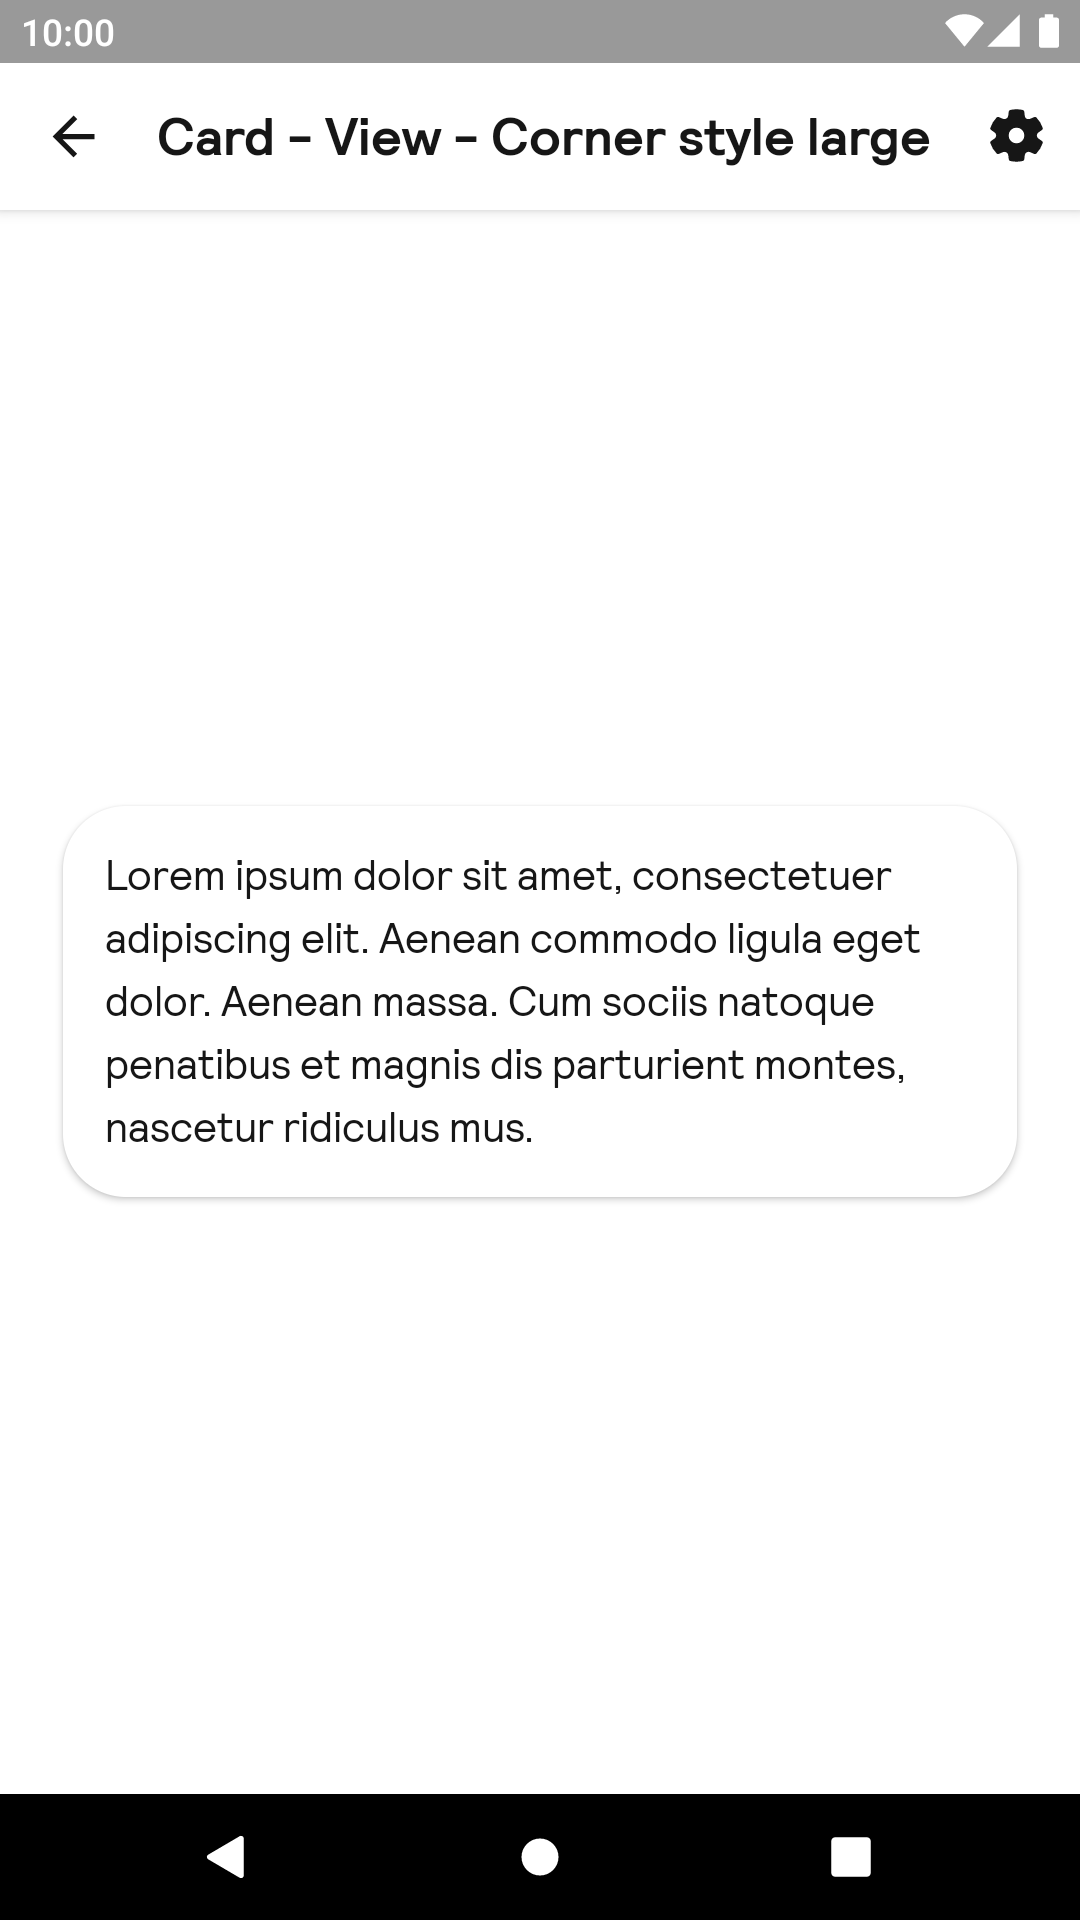 10:00
Card - View - Corner style large
Lorem ipsum dolor sit amet, consectetuer
adipiscing elit. Aenean commodo ligula eget
dolor. Aenean massa. Cum sociis natoque
penatibus et magnis dis parturient montes,
nascetur ridiculus mus.